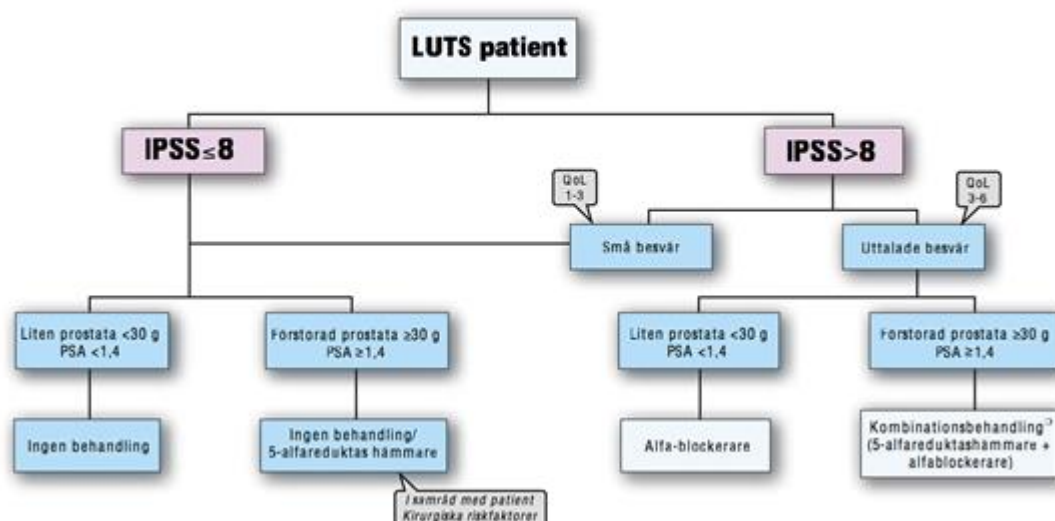 LUTS patient
IPSS≤8
IPSS>8
QoL
1-3
QoL
3-6
Små besvär
Uttalade besvär
Liten prostata <30 g
PSA <1,4
Förstorad prostata ≥30 g
PSA ≥1,4
Liten prostata <30 g
PSA <1,4
Förstorad prostata ≥30 g
PSA ≥1,4
Ingen behandling
Ingen behandling/
5-alfareduktas hämmare
Alfa-blockerare
Kombinationsbehandling
(5-alfareduktashämmare +
alfablockerare)
I samråd med patient
Kirurgiska riskfaktorer